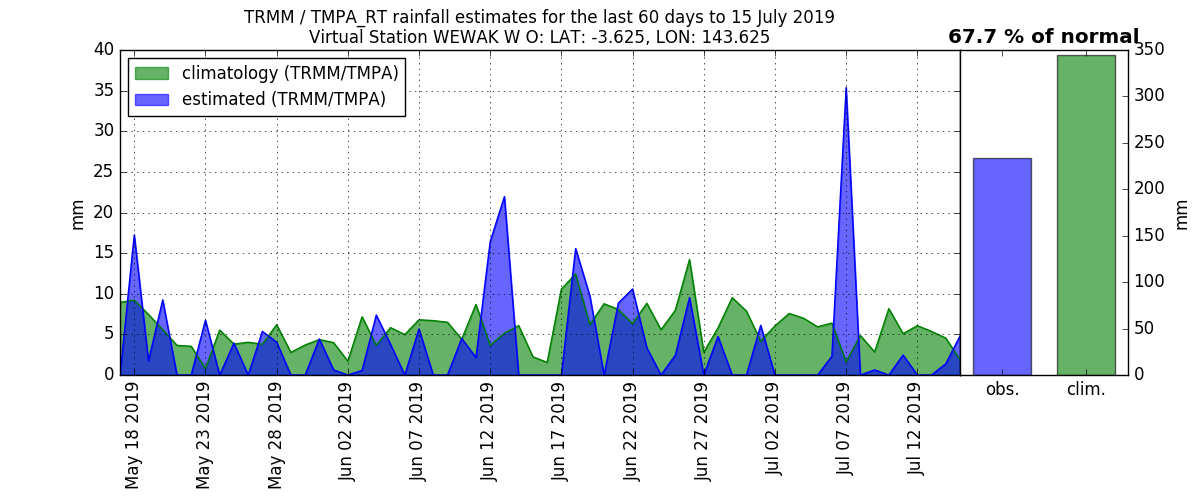 TRMM / TMPA_RT rainfall estimates for the last 60 days to 15 July 2019
Virtual Station WEWAK W O: LAT: -3.625, LON: 143.625
67.7 % of normal
climatology (TRMM/TMPA)
estimated (TRMM/TMPA)
40
35
30
25
20
15
10
5
0
mm
May 18 2019
May 23 2019
May 28 2019
Jun 02 2019
Jun 07 2019
Jun 12 2019
Jun 17 2019
Jun 22 2019
Jun 27 2019
Jul 02 2019
Jul 07 2019
Jul 12 2019
obs.
clim.
350
300
250
200
150
100
50
0
mm